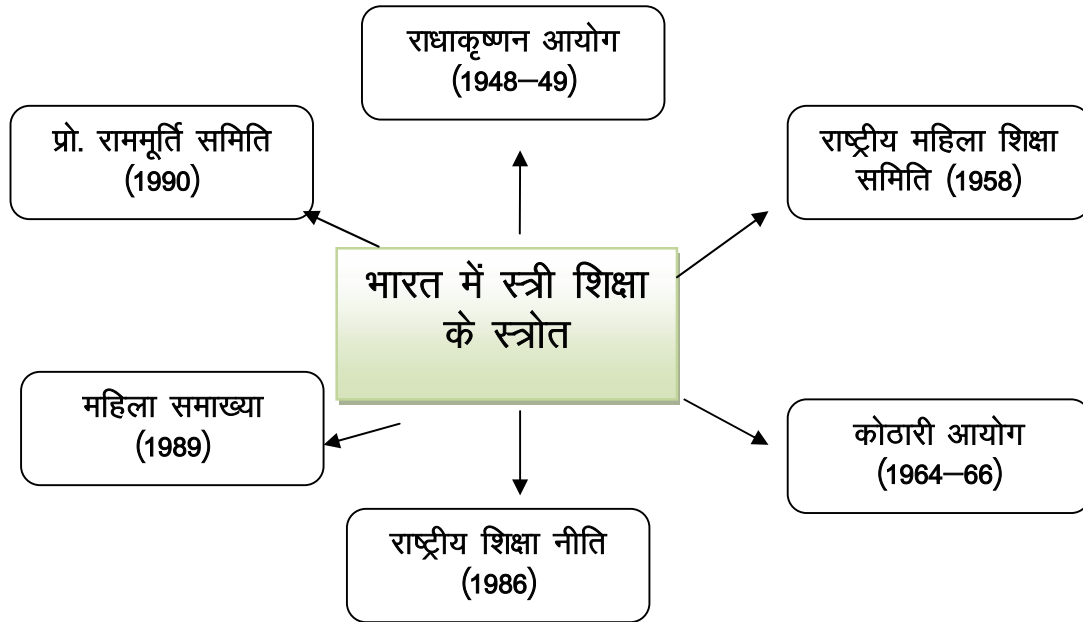 राधाकृष्णन आयोग
(1948–49)
प्रो. राममूर्ति समिति
(1990)
राष्ट्रीय महिला शिक्षा
समिति (1958)
भारत में स्त्री शिक्षा
के स्त्रोत
महिला समाख्या
(1989)
कोठारी आयोग
(1964–66)
राष्ट्रीय शिक्षा नीति
(1986)